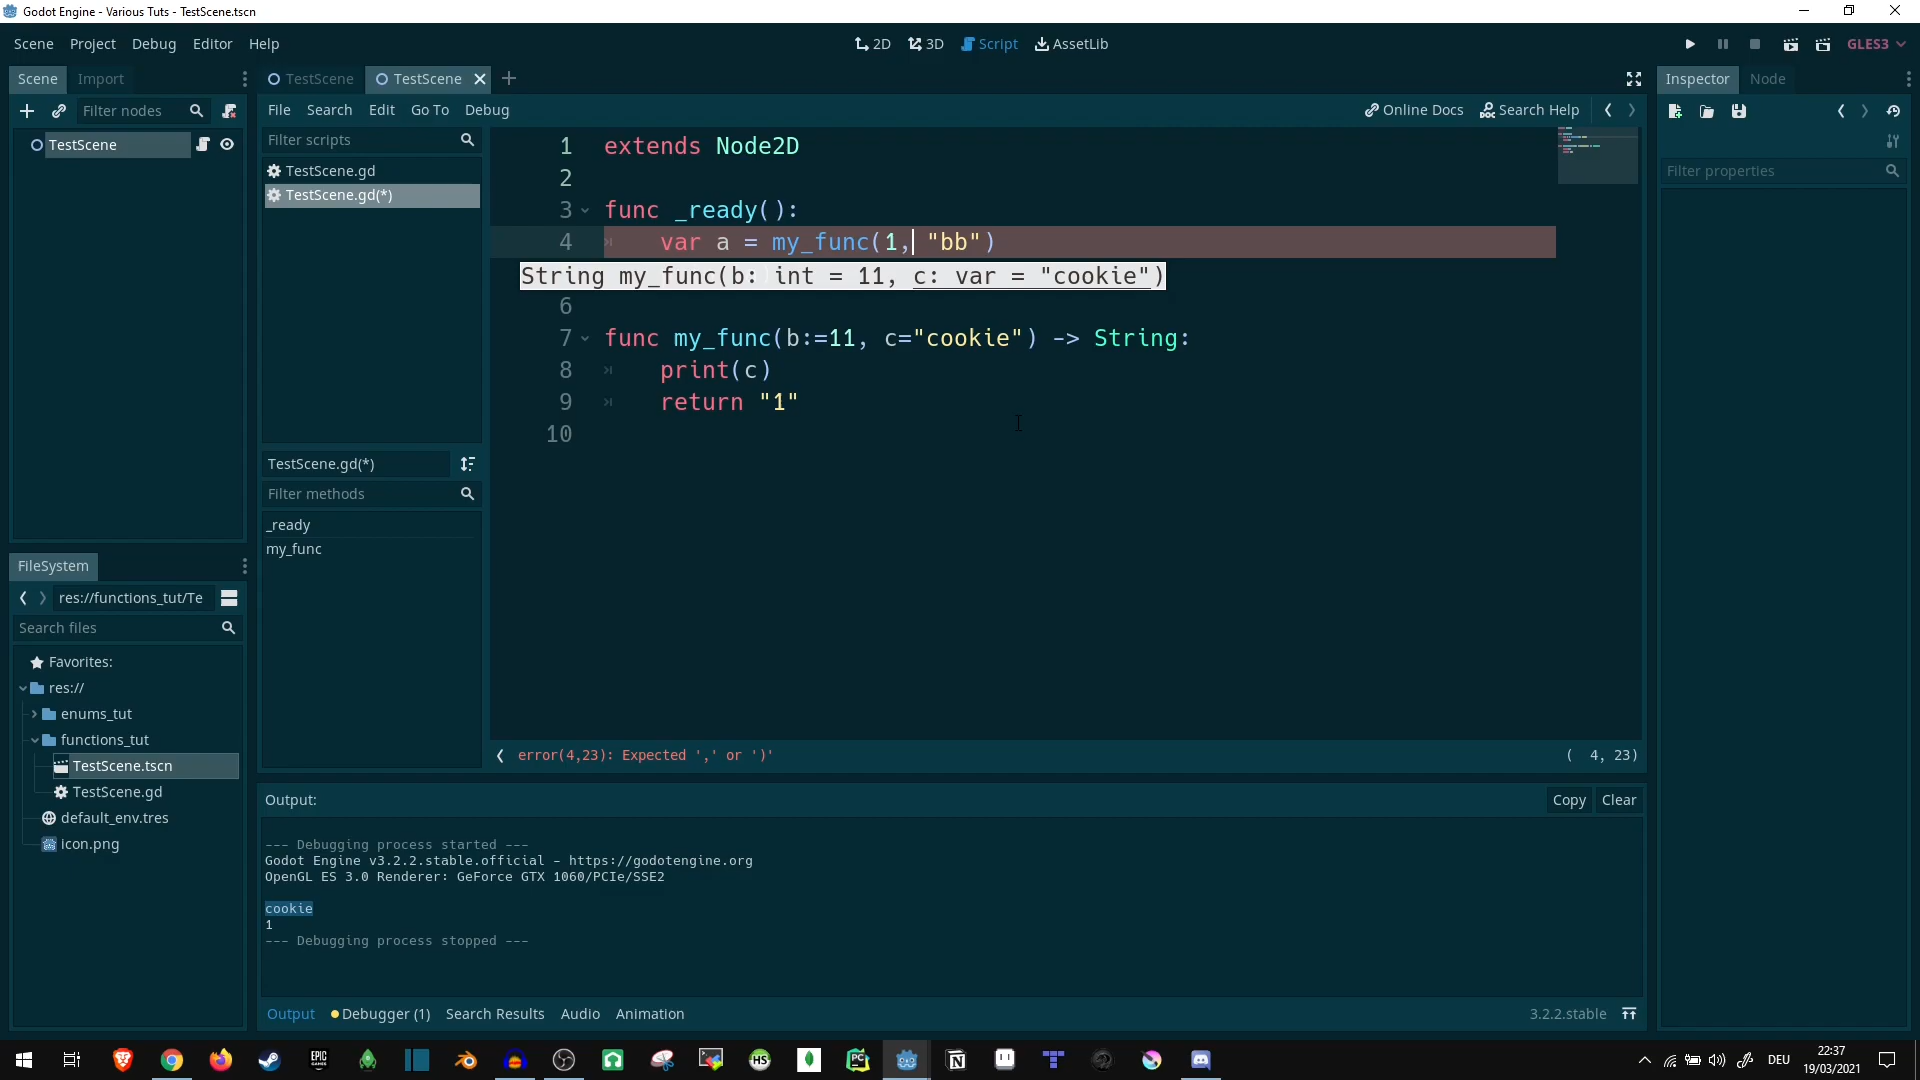 Godot Engine - Various Tuts - TestScene.tscn
Scene Project Debug Editor Help
2D 3D Script AssetLib
GLES3
Scene Import
Filter nodes
TestScene
TestScene TestScene
File Search Edit Go To Debug
Online Docs Search Help
Filter scripts
TestScene.gd
TestScene.gd(*)
TestScene.gd(*)
Filter methods
_ready
my_func
1 extends Node2D
2
3 func _ready():
4 var a = my_func(1, "bb")
String my_func(b: int = 11, c: var = "cookie")
6
7 func my_func(b:=11, c="cookie") -> String:
8 print(c)
9 return "1"
10
error(4,23): Expected ',' or ')'
( 4, 23)
Inspector Node
Filter properties
FileSystem
res://functions_tut/Te
Search files
Favorites:
res://
enums_tut
functions_tut
TestScene.tscn
TestScene.gd
default_env.tres
icon.png
Output:
Copy Clear
--- Debugging process started ---
Godot Engine v3.2.2.stable.official - https://godotengine.org
OpenGL ES 3.0 Renderer: GeForce GTX 1060/PCIe/SSE2
cookie
1
--- Debugging process stopped ---
Output Debugger (1) Search Results Audio Animation
3.2.2.stable
EPIC GAMES
HS
PC
DEU
22:37
19/03/2021